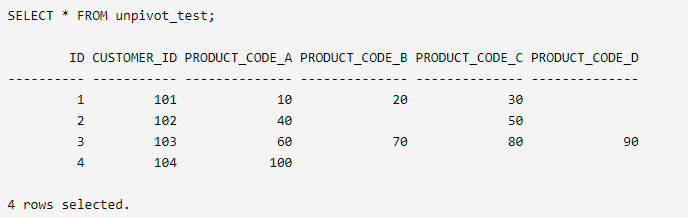 SELECT * FROM unpivot_test;
ID CUSTOMER_ID PRODUCT_CODE_A PRODUCT_CODE_B PRODUCT_CODE_C PRODUCT_CODE_D
---------- ----------- -------------- -------------- -------------- --------------
1 101 10 20 30
2 102 40 50
3 103 60 70 80 90
4 104 100
4 rows selected.